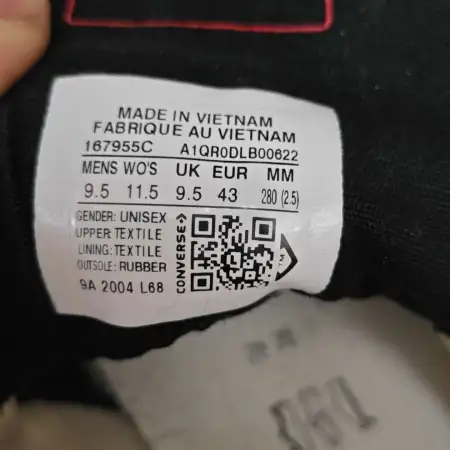 MADE IN VIETNAM
FABRIQUE AU VIETNAM
167955C A1QR0DLB00622
MENS WO'S UK EUR MM
9.5 11.5 9.5 43 280 (2.5)
GENDER: UNISEX
UPPER: TEXTILE
LINING: TEXTILE
OUTSOLE: RUBBER
9A 2004 L68
CONVERSE